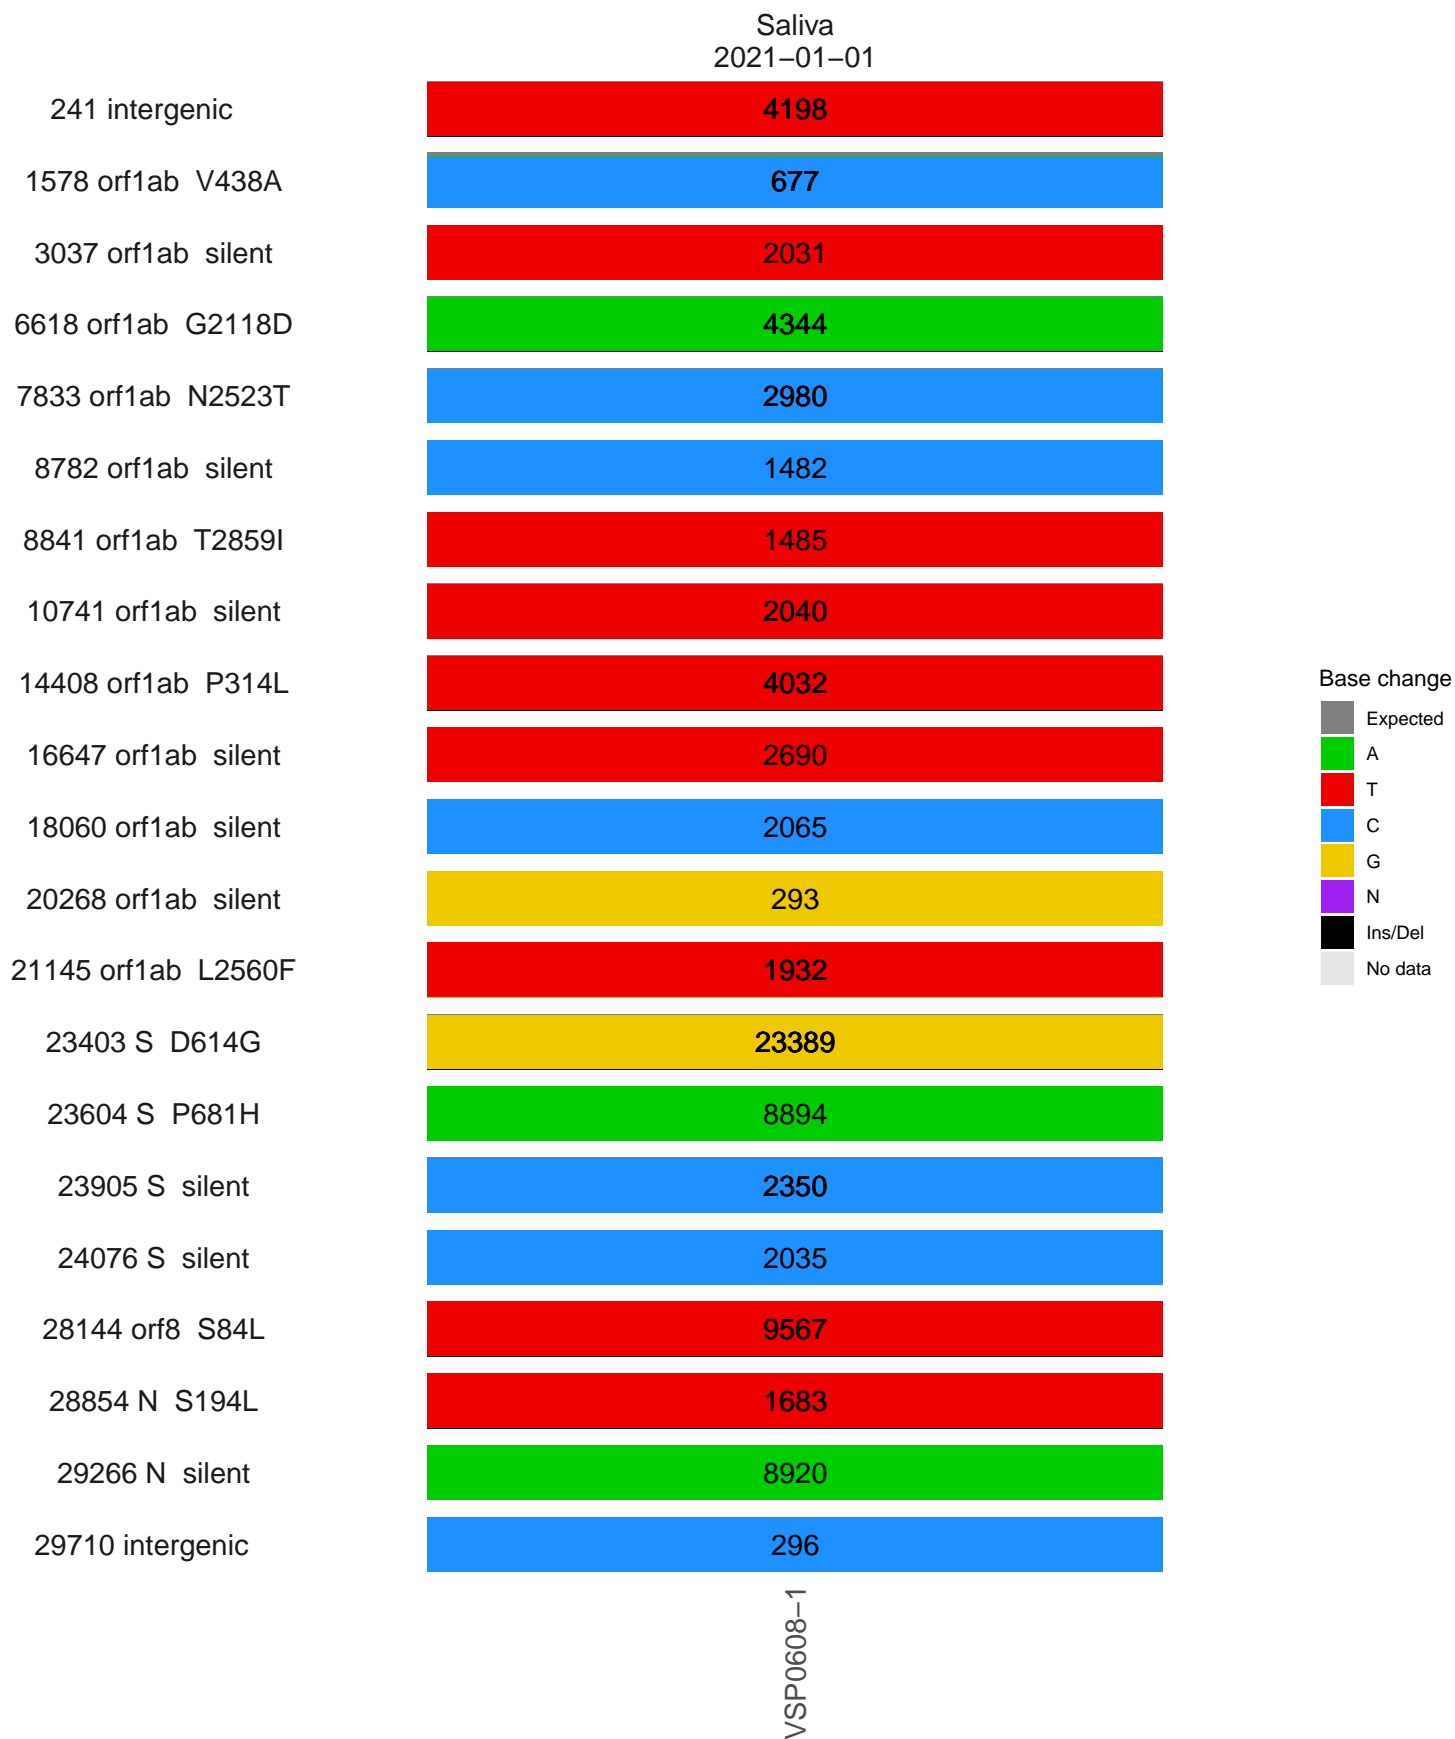 Saliva
2021−01−01
241 intergenic 4198
1578 orf1ab V438A 677
3037 orf1ab silent 2031
6618 orf1ab G2118D 4344
7833 orf1ab N2523T 2980
8782 orf1ab silent 1482
8841 orf1ab T2859I 1485
10741 orf1ab silent 2040
14408 orf1ab P314L 4032
16647 orf1ab silent 2690
18060 orf1ab silent 2065
20268 orf1ab silent 293
21145 orf1ab L2560F 1932
23403 S D614G 23389
23604 S P681H 8894
23905 S silent 2350
24076 S silent 2035
28144 orf8 S84L 9567
28854 N S194L 1683
29266 N silent 8920
29710 intergenic 296
VSP0608−1
Base change
Expected
A
T
C
G
N
Ins/Del
No data